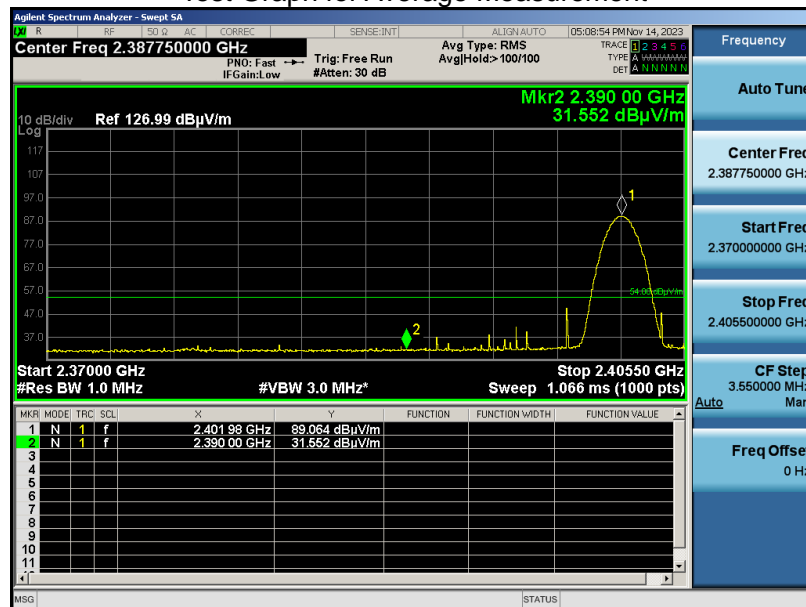 Test Graph for Average Measurement
Agilent Spectrum Analyzer - Swept SA
LXI R RF 50 Ω AC CORREC SENSE:INT ALIGN AUTO 05:08:54 PM Nov 14, 2023
Center Freq 2.387750000 GHz
PNO: Fast
IFGain:Low
Trig: Free Run
#Atten: 30 dB
Avg Type: RMS
Avg|Hold:>100/100
TRACE 1 2 3 4 5 6
TYPE A WWWWW
DET A N N N N N
Mkr2 2.390 00 GHz
31.552 dBμV/m
10 dB/div Ref 126.99 dBμV/m
Log
117
107
97.0
87.0
77.0
67.0
57.0
47.0
37.0
1
54.00 dBμV/m
2
Start 2.37000 GHz Stop 2.40550 GHz
#Res BW 1.0 MHz #VBW 3.0 MHz* Sweep 1.066 ms (1000 pts)
MKR MODE TRC SCL X Y FUNCTION FUNCTION WIDTH FUNCTION VALUE
1 N 1 f 2.401 98 GHz 89.064 dBμV/m
2 N 1 f 2.390 00 GHz 31.552 dBμV/m
3
4
5
6
7
8
9
10
11
MSG STATUS
Frequency
Auto Tune
Center Freq
2.387750000 GHz
Start Freq
2.370000000 GHz
Stop Freq
2.405500000 GHz
CF Step
3.550000 MHz
Auto Man
Freq Offset
0 Hz